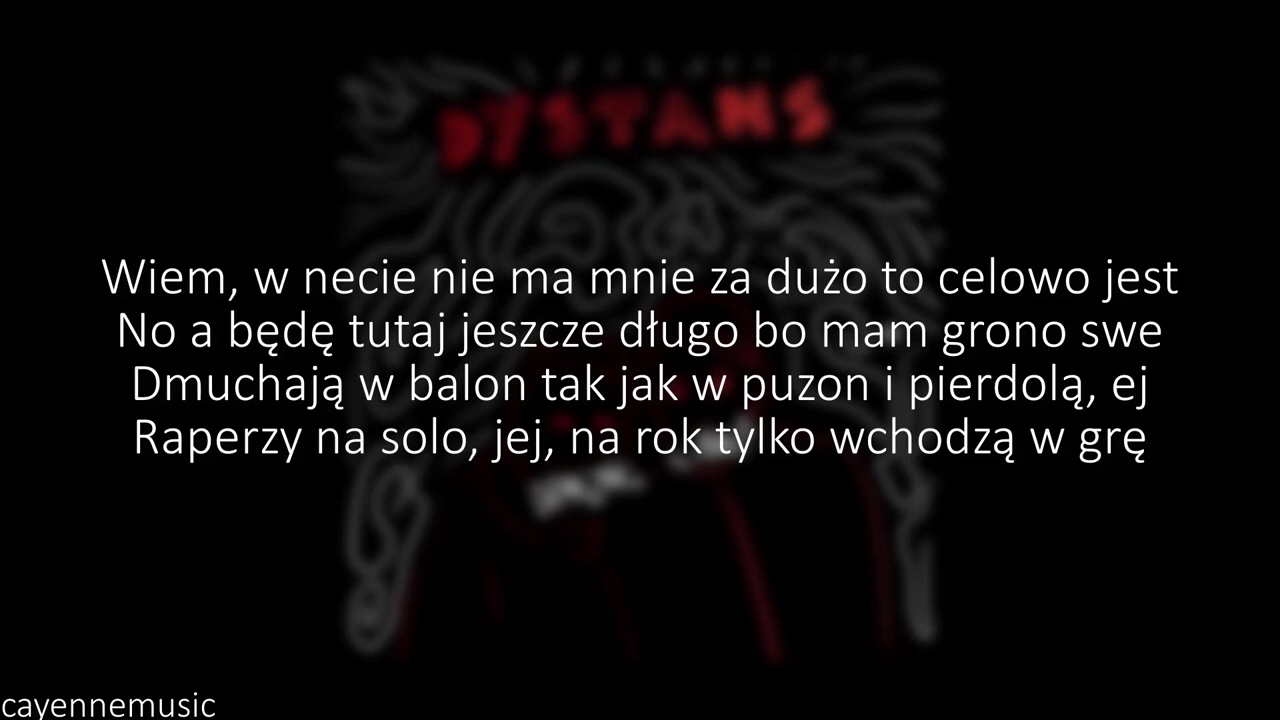 DYSTANS
Wiem, w necie nie ma mnie za dużo to celowo jest
No a będę tutaj jeszcze długo bo mam grono swe
Dmuchają w balon tak jak w puzon i pierdolą, ej
Raperzy na solo, jej, na rok tylko wchodzą w grę
cayennemusic